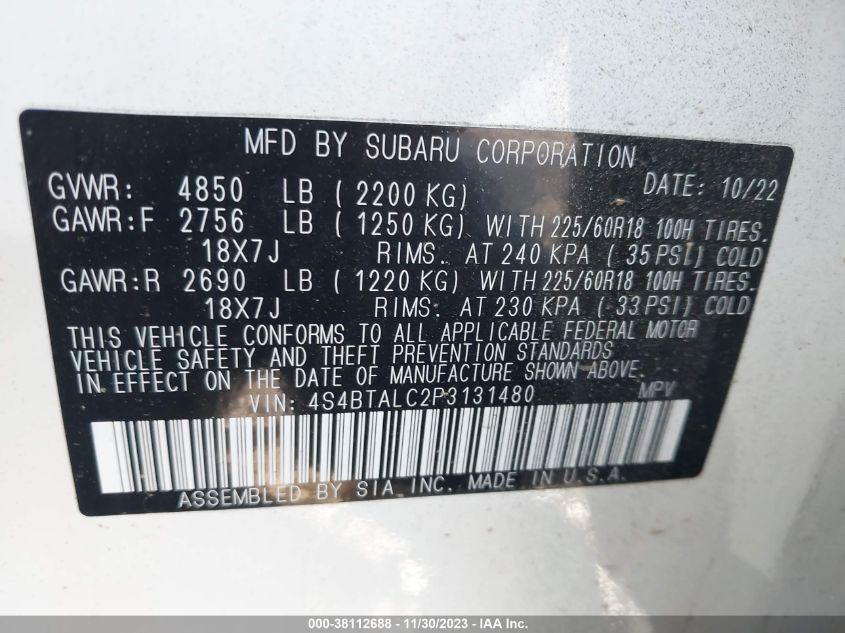 MFD BY SUBARU CORPORATION
GVWR: 4850 LB ( 2200 KG) DATE: 10/22
GAWR:F 2756 LB ( 1250 KG) WITH 225/60R18 100H TIRES.
18X7J RIMS. AT 240 KPA ( 35 PSI) COLD
GAWR:R 2690 LB ( 1220 KG) WITH 225/60R18 100H TIRES.
18X7J RIMS. AT 230 KPA ( 33 PSI) COLD
THIS VEHICLE CONFORMS TO ALL APPLICABLE FEDERAL MOTOR
VEHICLE SAFETY AND THEFT PREVENTION STANDARDS
IN EFFECT ON THE DATE OF MANUFACTURE SHOWN ABOVE.
VIN: 4S4BTALC2P3131480 MPV
ASSEMBLED BY SIA INC. MADE IN U.S.A.
000-38112688 - 11/30/2023 - IAA Inc.